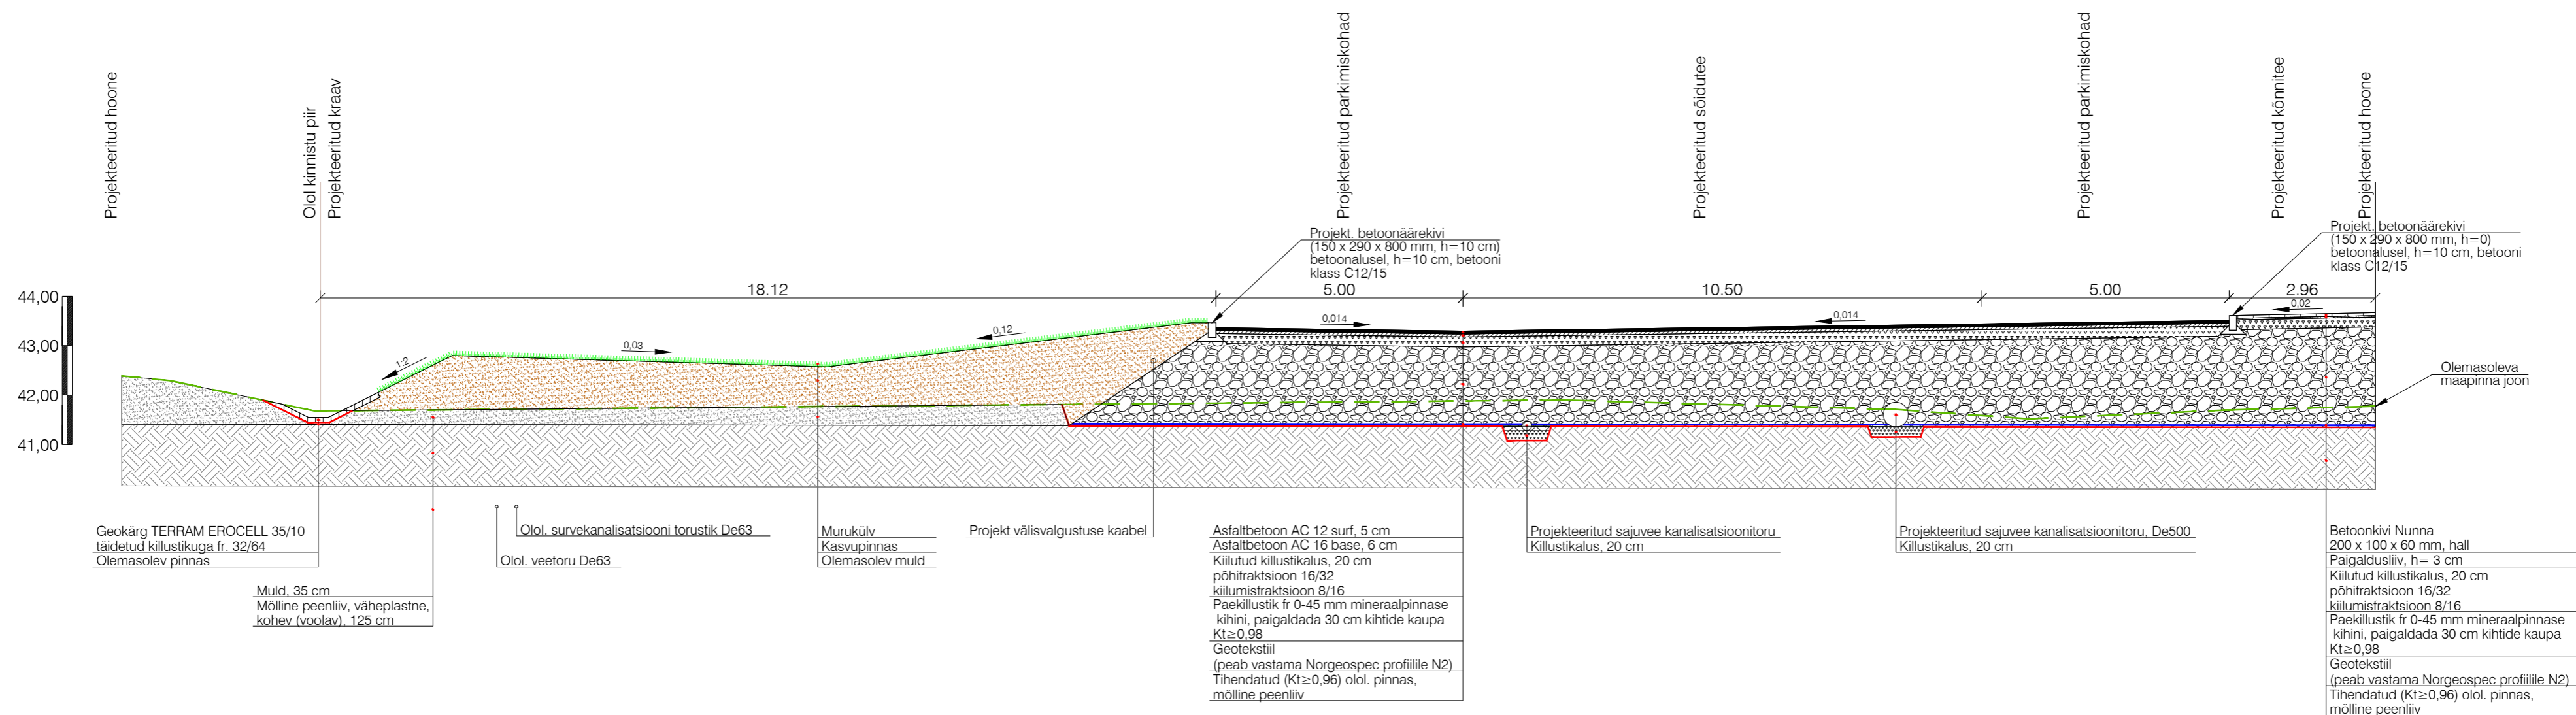 Projekteeritud hoone
Olol kinnistu piir
Projekteeritud kraav
Projekteeritud parkimiskohad
Projekteeritud sõidutee
Projekteeritud parkimiskohad
Projekteeritud kõnnitee
Projekteeritud hoone
Projekt. betoonäärekivi
(150 x 290 x 800 mm, h=10 cm)
betoonalusel, h=10 cm, betooni
klass C12/15
Projekt. betoonäärekivi
(150 x 290 x 800 mm, h=0)
betoonalusel, h=10 cm, betooni
klass C12/15
44,00
43,00
42,00
41,00
18.12
5.00
10.50
5.00
2.96
1:2
0,03
0,12
0,014
0,014
0,02
Olemasoleva
maapinna joon
Geokärg TERRAM EROCELL 35/10
täidetud killustikuga fr. 32/64
Olemasolev pinnas
Muld, 35 cm
Mölline peenliiv, väheplastne,
kohev (voolav), 125 cm
Olol. survekanalisatsiooni torustik De63
Olol. veetoru De63
Murukülv
Kasvupinnas
Olemasolev muld
Projekt välisvalgustuse kaabel
Asfaltbetoon AC 12 surf, 5 cm
Asfaltbetoon AC 16 base, 6 cm
Kiilutud killustikalus, 20 cm
põhifraktsioon 16/32
kiilumisfraktsioon 8/16
Paekillustik fr 0-45 mm mineraalpinnase
kihini, paigaldada 30 cm kihtide kaupa
Kt≥0,98
Geotekstiil
(peab vastama Norgeospec profiilile N2)
Tihendatud (Kt≥0,96) olol. pinnas,
mölline peenliiv
Projekteeritud sajuvee kanalisatsioonitoru
Killustikalus, 20 cm
Projekteeritud sajuvee kanalisatsioonitoru, De500
Killustikalus, 20 cm
Betoonkivi Nunna
200 x 100 x 60 mm, hall
Paigaldusliiv, h= 3 cm
Kiilutud killustikalus, 20 cm
põhifraktsioon 16/32
kiilumisfraktsioon 8/16
Paekillustik fr 0-45 mm mineraalpinnase
kihini, paigaldada 30 cm kihtide kaupa
Kt≥0,98
Geotekstiil
(peab vastama Norgeospec profiilile N2)
Tihendatud (Kt≥0,96) olol. pinnas,
mölline peenliiv